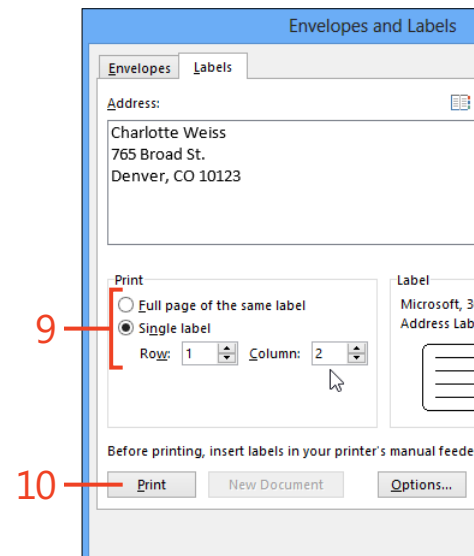 Envelopes and Labels
Envelopes Labels
Address:
Charlotte Weiss
765 Broad St.
Denver, CO 10123
Print
Full page of the same label
Single label
Row: 1 Column: 2
9
Label
Microsoft, 3
Address Lab
Before printing, insert labels in your printer's manual feede
10
Print New Document Options...